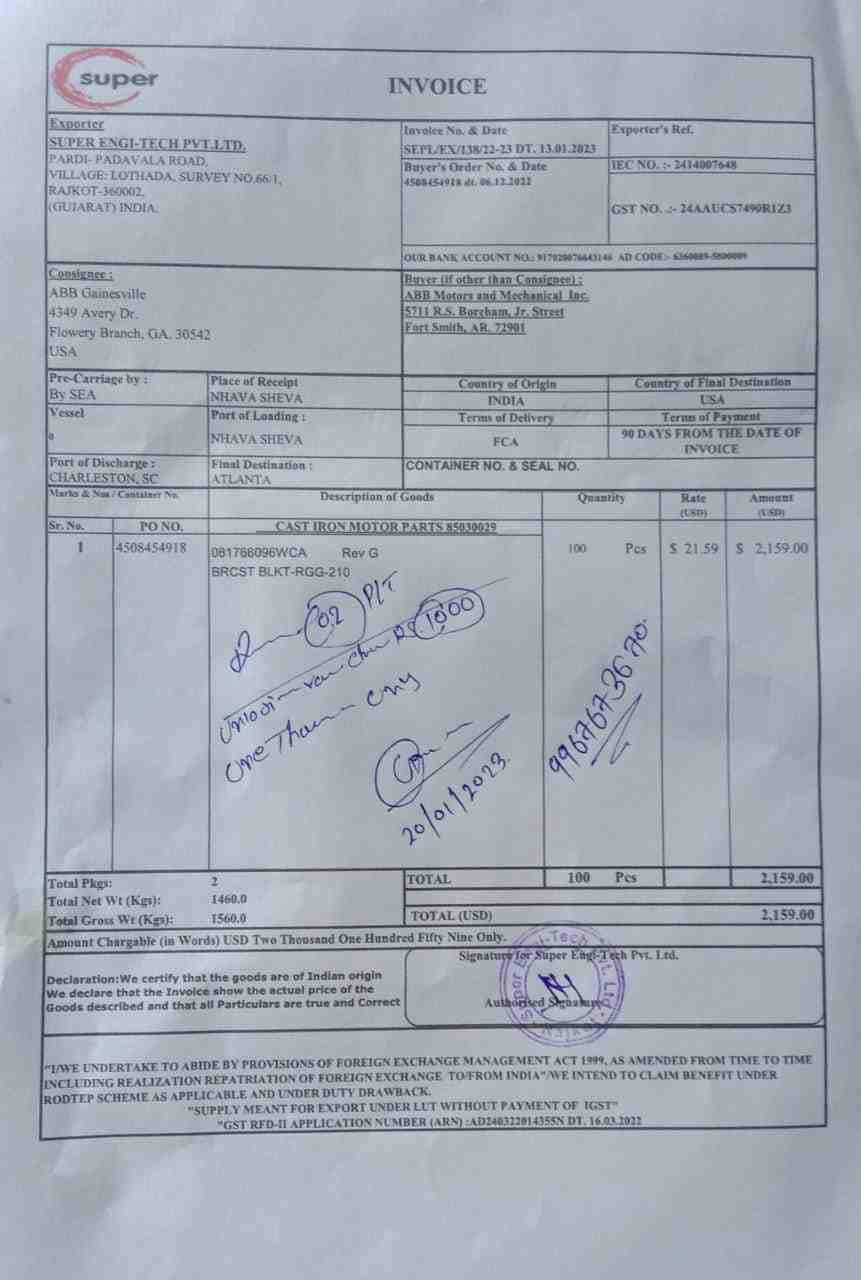 super
INVOICE
Exporter
SUPER ENGI-TECH PVT.LTD.
PARDI- PADAVALA ROAD,
VILLAGE: LOTHADA, SURVEY NO.66/1,
RAJKOT-360002,
(GUJARAT) INDIA.
Invoice No. & Date
SEPL/EX/138/22-23 DT. 13.01.2023
Buyer's Order No. & Date
4508454918 dt. 06.12.2022
Exporter's Ref.
IEC NO. :- 2414007648
GST NO. .:- 24AAUCS7490R1Z3
OUR BANK ACCOUNT NO.: 917020076643146 AD CODE:- 6360089-5800009
Consignee :
ABB Gainesville
4349 Avery Dr.
Flowery Branch, GA. 30542
USA
Buyer (if other than Consignee) :
ABB Motors and Mechanical Inc.
5711 R.S. Boreham, Jr. Street
Fort Smith, AR. 72901
Pre-Carriage by :
By SEA
Place of Receipt
NHAVA SHEVA
Country of Origin
INDIA
Country of Final Destination
USA
Vessel
0
Port of Loading :
NHAVA SHEVA
Terms of Delivery
FCA
Terms of Payment
90 DAYS FROM THE DATE OF
INVOICE
Port of Discharge :
CHARLESTON, SC
Final Destination :
ATLANTA
CONTAINER NO. & SEAL NO.
Marks & Nos / Container No.
Description of Goods
Quantity
Rate
(USD)
Amount
(USD)
Sr. No.
PO NO.
CAST IRON MOTOR PARTS 85030029
1 4508454918 081766096WCA Rev G 100 Pcs $ 21.59 $ 2,159.00
BRCST BLKT-RGG-210
02 P/T
RS 1000
One only
20/01/2023
9967673670
Total Pkgs: 2
TOTAL 100 Pcs 2,159.00
Total Net Wt (Kgs): 1460.0
Total Gross Wt (Kgs): 1560.0
TOTAL (USD) 2,159.00
Amount Chargable (in Words) USD Two Thousand One Hundred Fifty Nine Only.
Declaration:We certify that the goods are of Indian origin
We declare that the Invoice show the actual price of the
Goods described and that all Particulars are true and Correct
Signature for Super Engi-Tech Pvt. Ltd.
Authorised Signature
Super Engi-Tech Pvt. Ltd.
Rajkot
"I/WE UNDERTAKE TO ABIDE BY PROVISIONS OF FOREIGN EXCHANGE MANAGEMENT ACT 1999, AS AMENDED FROM TIME TO TIME
INCLUDING REALIZATION REPATRIATION OF FOREIGN EXCHANGE TO/FROM INDIA"/WE INTEND TO CLAIM BENEFIT UNDER
RODTEP SCHEME AS APPLICABLE AND UNDER DUTY DRAWBACK.
"SUPPLY MEANT FOR EXPORT UNDER LUT WITHOUT PAYMENT OF IGST"
"GST RFD-II APPLICATION NUMBER (ARN) :AD240322014355N DT. 16.03.2022